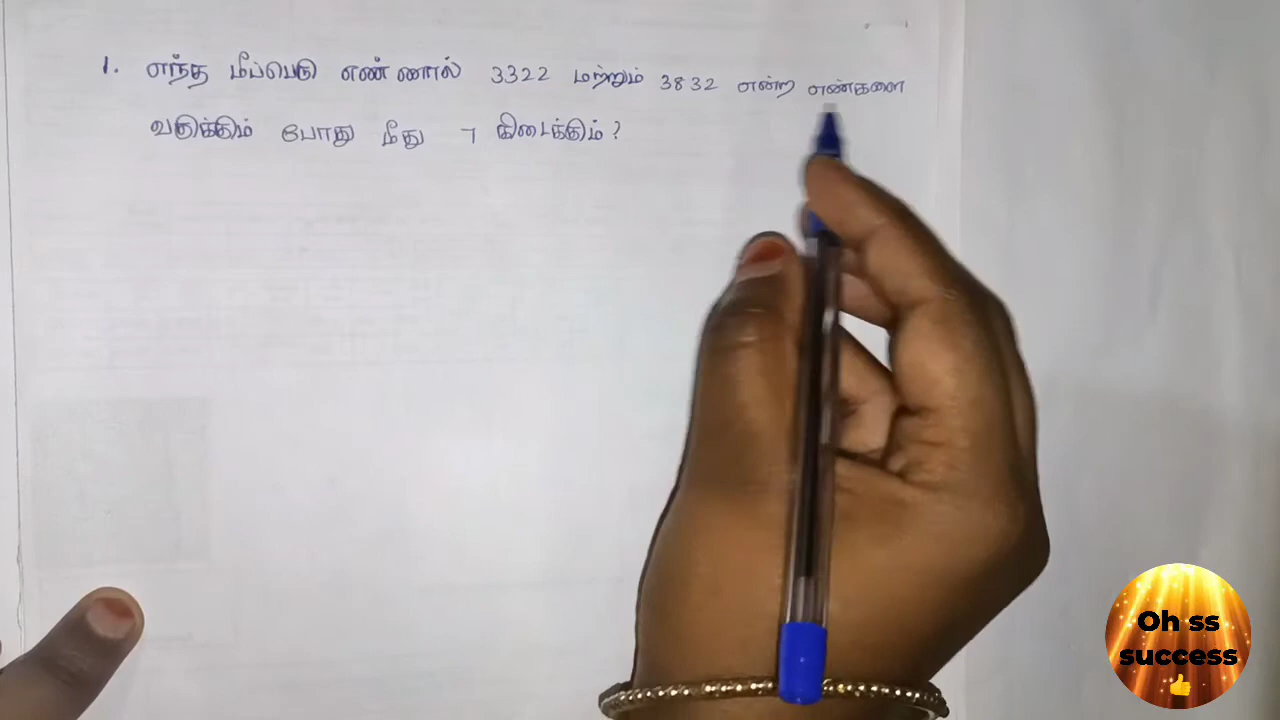 1. எந்த மீப்பெரு எண்ணால் 3322 மற்றும் 3832 என்ற எண்களை
வகுக்கும் போது மீதி 7 கிடைக்கும்?
Oh ss
success